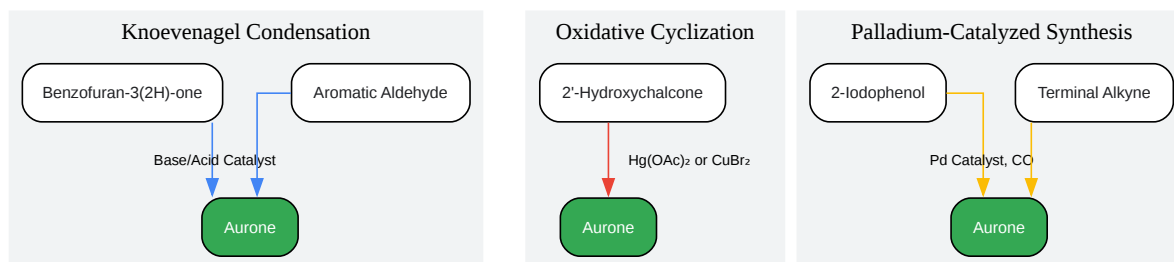 Knoevenagel Condensation
Benzofuran-3(2H)-one
Aromatic Aldehyde
Base/Acid Catalyst
Aurone
Oxidative Cyclization
2'-Hydroxychalcone
Hg(OAc)₂ or CuBr₂
Aurone
Palladium-Catalyzed Synthesis
2-Iodophenol
Terminal Alkyne
Pd Catalyst, CO
Aurone